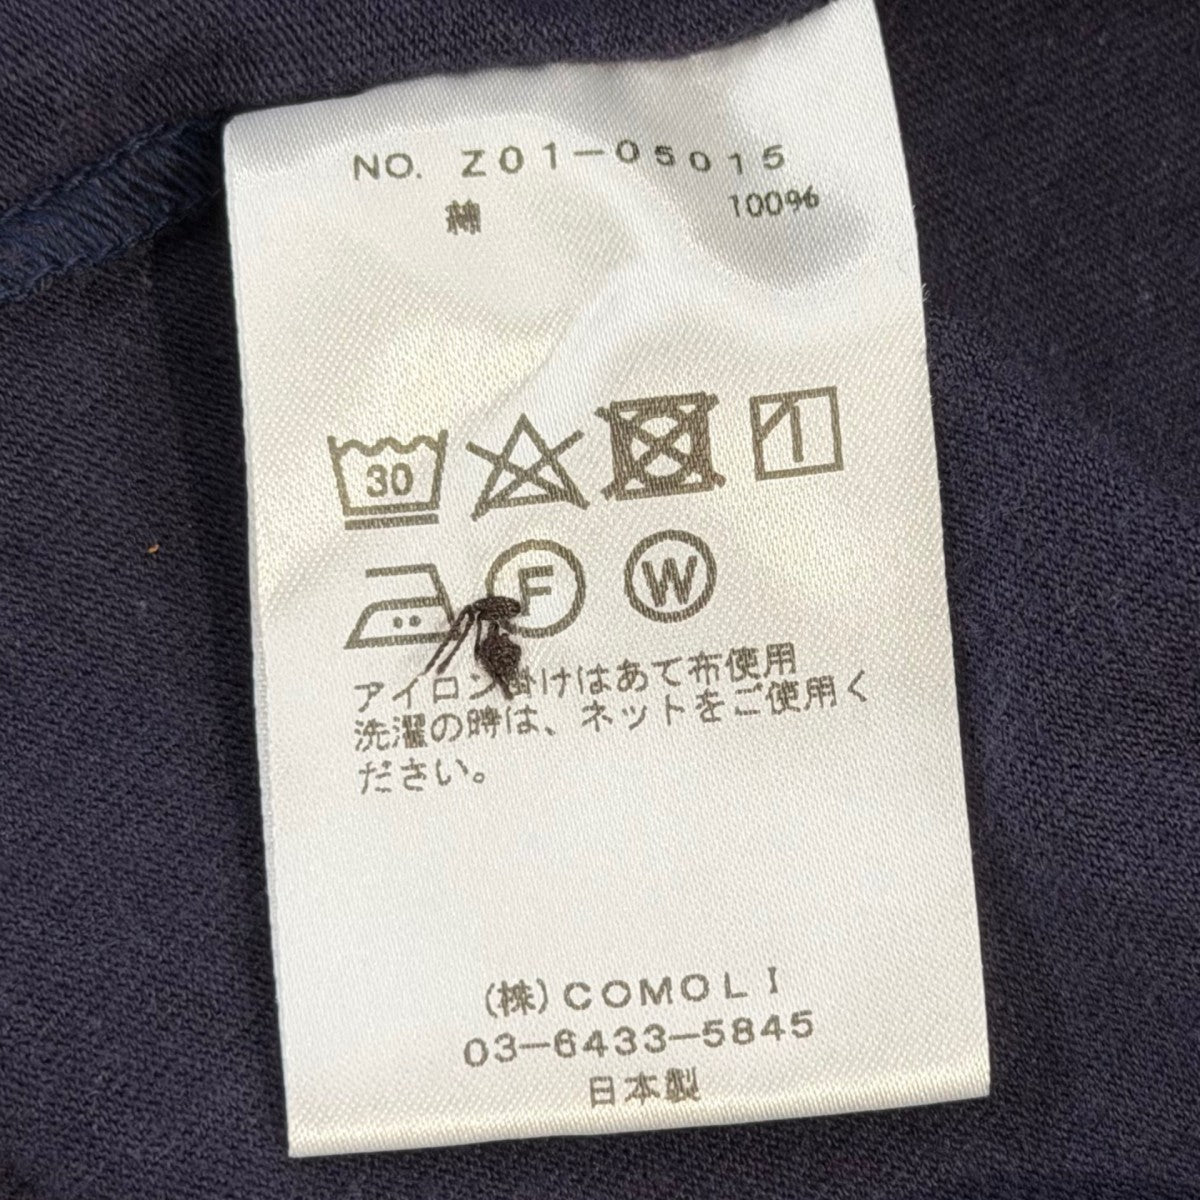 NO. Z01-05015
綿 100%
30
F W
アイロン掛けはあて布使用
洗濯の時は、ネットをご使用く
ださい。
(株)COMOLI
03-6433-5845
日本製